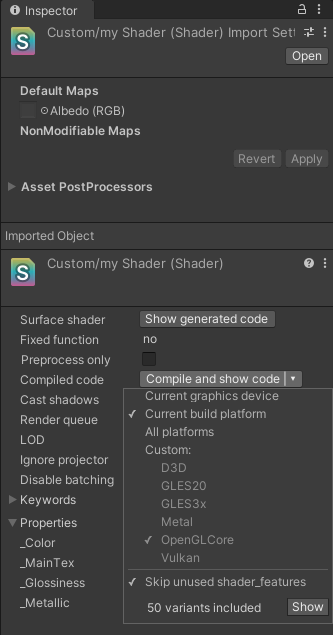 Inspector
Custom/my Shader (Shader) Import Sett
Open
Default Maps
Albedo (RGB)
NonModifiable Maps
Revert Apply
Asset PostProcessors
Imported Object
Custom/my Shader (Shader)
Surface shader Show generated code
Fixed function no
Preprocess only
Compiled code Compile and show code
Cast shadows Current graphics device
Render queue ✓ Current build platform
LOD All platforms
Ignore projector Custom:
Disable batching D3D
Keywords GLES20
GLES3x
Properties Metal
_Color ✓ OpenGLCore
_MainTex Vulkan
_Glossiness ✓ Skip unused shader_features
_Metallic 50 variants included Show